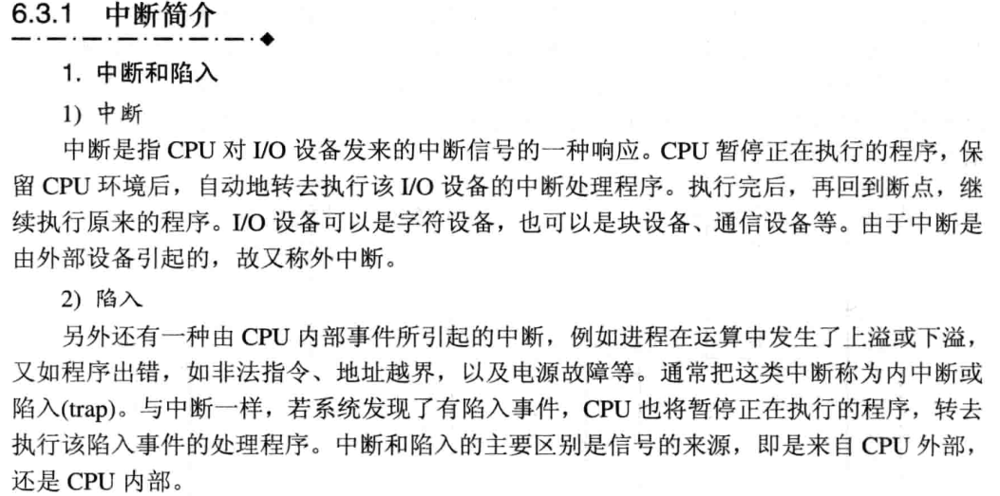 6.3.1 中断简介
1. 中断和陷入
1) 中断
中断是指 CPU 对 I/O 设备发来的中断信号的一种响应。CPU 暂停正在执行的程序，保
留 CPU 环境后，自动地转去执行该 I/O 设备的中断处理程序。执行完后，再回到断点，继
续执行原来的程序。I/O 设备可以是字符设备，也可以是块设备、通信设备等。由于中断是
由外部设备引起的，故又称外中断。
2) 陷入
另外还有一种由 CPU 内部事件所引起的中断，例如进程在运算中发生了上溢或下溢，
又如程序出错，如非法指令、地址越界，以及电源故障等。通常把这类中断称为内中断或
陷入(trap)。与中断一样，若系统发现了有陷入事件，CPU 也将暂停正在执行的程序，转去
执行该陷入事件的处理程序。中断和陷入的主要区别是信号的来源，即是来自 CPU 外部，
还是 CPU 内部。